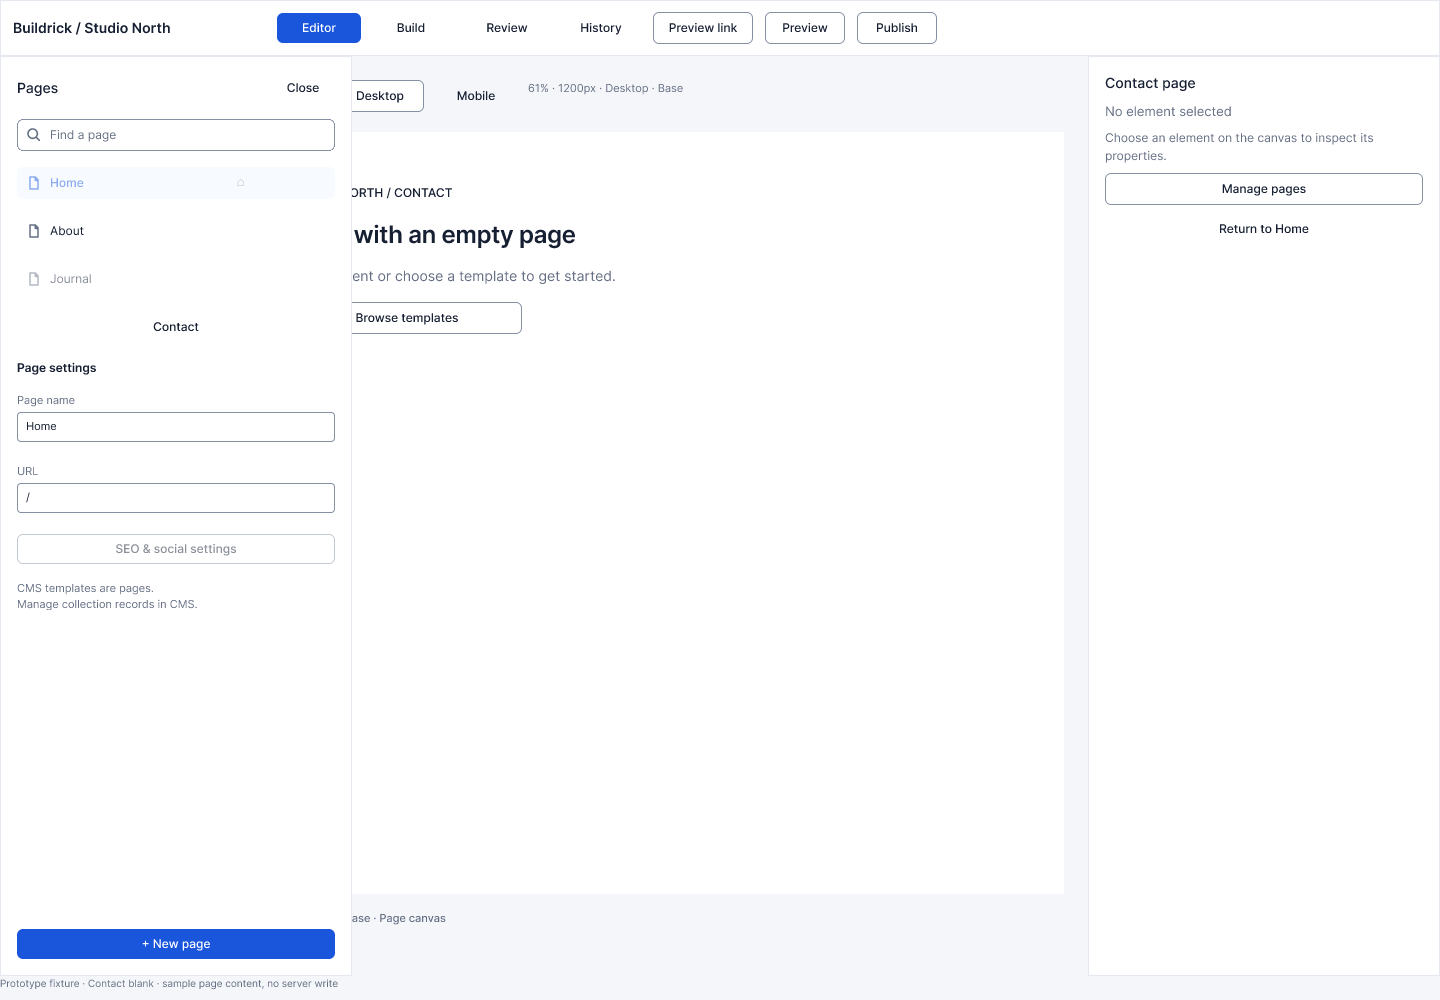 Buildrick / Studio North
Editor
Build
Review
History
Preview link
Preview
Publish
Pages
Close
Find a page
Home
About
Journal
Contact
Page settings
Page name
Home
URL
/
SEO & social settings
CMS templates are pages.
Manage collection records in CMS.
+ New page
Desktop
Mobile
61% · 1200px · Desktop · Base
ORTH / CONTACT
with an empty page
ent or choose a template to get started.
Browse templates
ase · Page canvas
Contact page
No element selected
Choose an element on the canvas to inspect its
properties.
Manage pages
Return to Home
Prototype fixture · Contact blank · sample page content, no server write